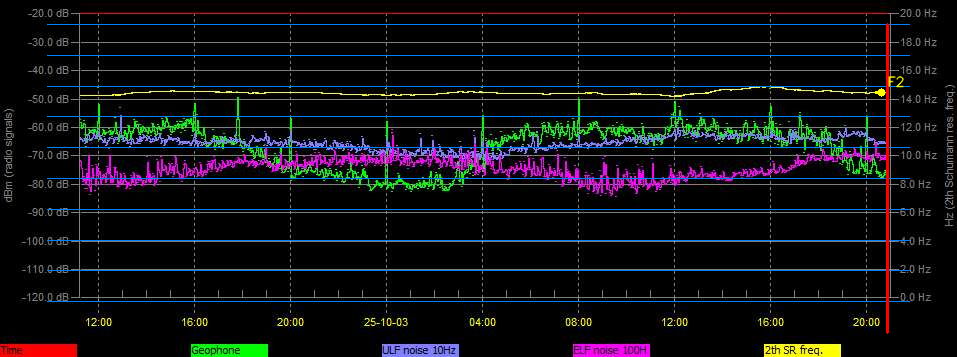 -20.0 dB 20.0 Hz
-30.0 dB 18.0 Hz
-40.0 dB 16.0 Hz
F2
-50.0 dB 14.0 Hz
-60.0 dB 12.0 Hz
-70.0 dB 10.0 Hz
-80.0 dB 8.0 Hz
-90.0 dB 6.0 Hz
-100.0 dB 4.0 Hz
-110.0 dB 2.0 Hz
-120.0 dB 0.0 Hz
dBm (radio signals)
Hz (2th Schumann res. freq.)
12:00 16:00 20:00 25-10-03 04:00 08:00 12:00 16:00 20:00
Time Geophone ULF noise 10Hz ELF noise 100H 2th SR freq.